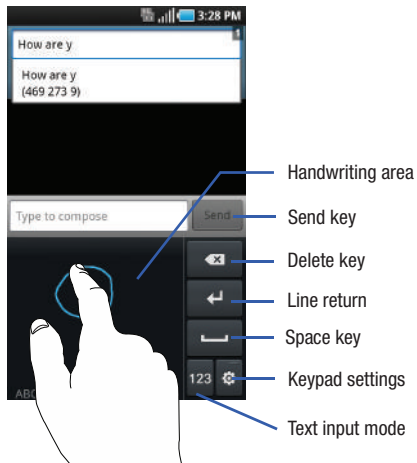 3:28 PM
1
How are y
How are y
(469 273 9)
Handwriting area
Type to compose
Send
Send key
Delete key
Line return
Space key
123
Keypad settings
ABC
Text input mode